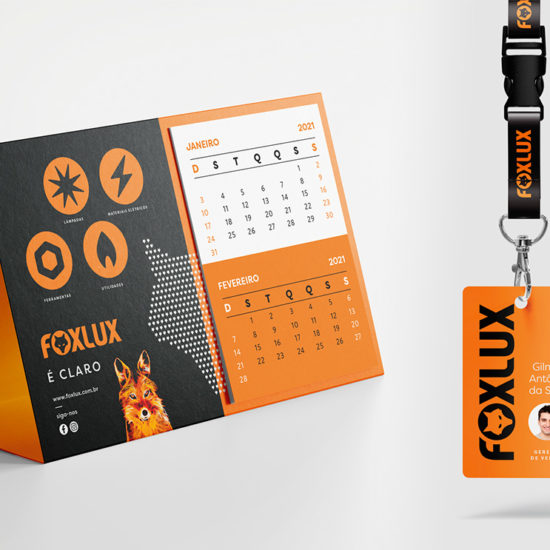 LÂMPADAS
MATERIAIS ELÉTRICOS
FERRAMENTAS
UTILIDADES
FOXLUX
É CLARO
www.foxlux.com.br
siga-nos
JANEIRO 2021
D S T Q Q S S
1 2
3 4 5 6 7 8 9
10 11 12 13 14 15 16
17 18 19 20 21 22 23
24 25 26 27 28 29 30
31
FEVEREIRO 2021
D S T Q Q S S
1 2 3 4 5 6
7 8 9 10 11 12 13
14 15 16 17 18 19 20
21 22 23 24 25 26 27
28
FOXLUX
FOXLUX
FOXLUX
da S